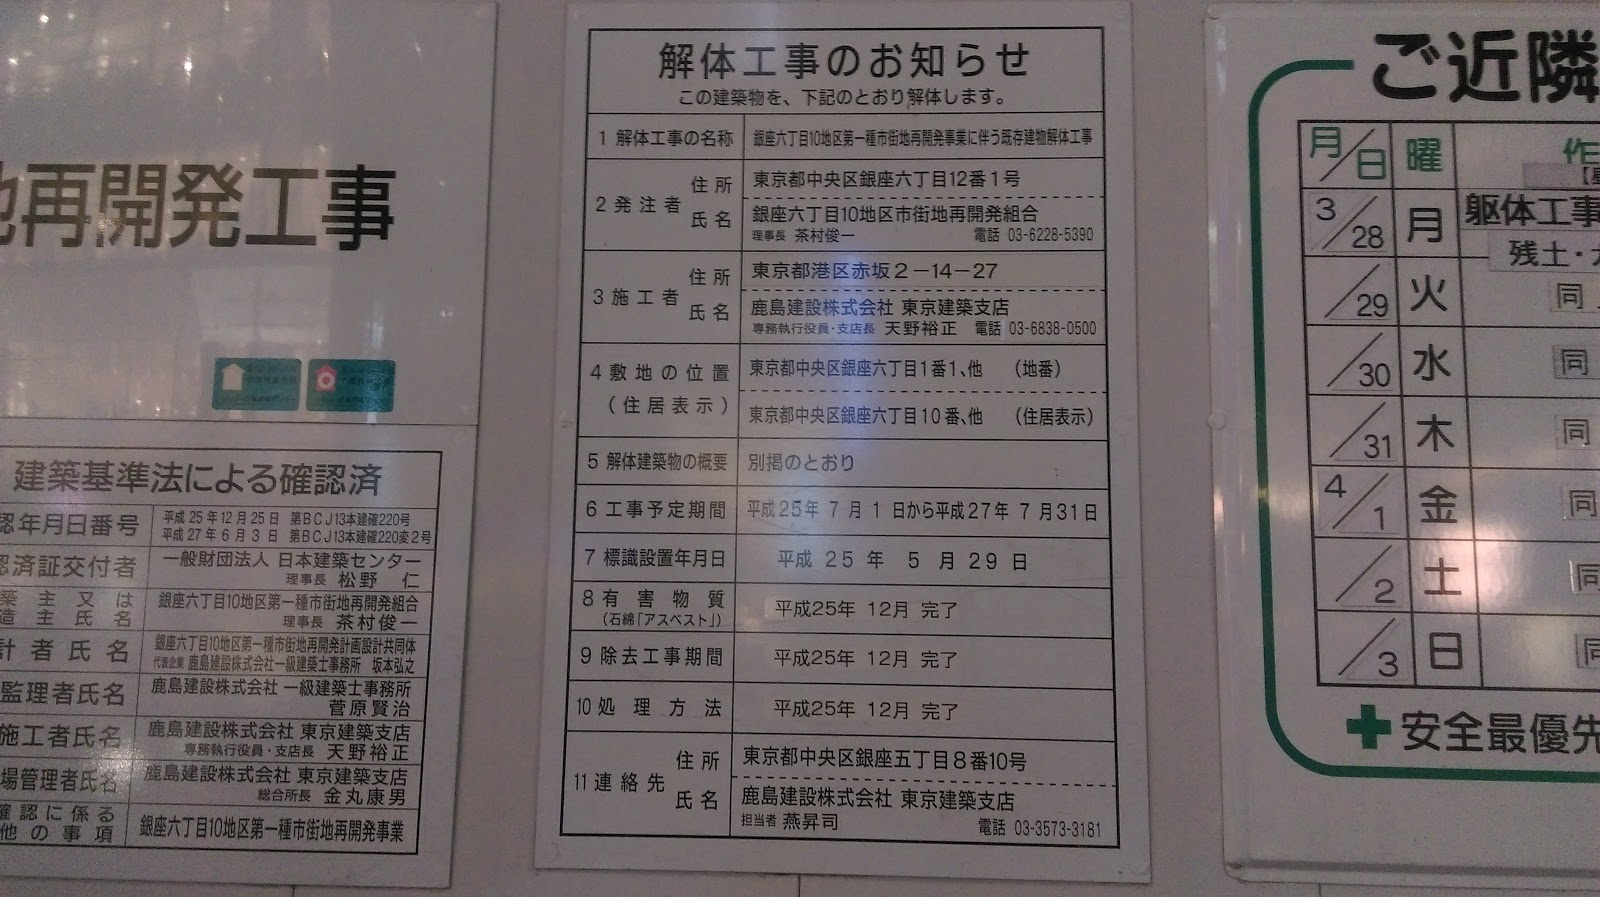 地再開発工事
建築基準法による確認済
認年月日番号
平成25年12月25日 第BCJ13本建確220号
平成27年6月3日 第BCJ13本建確220変2号
認済証交付者
一般財団法人 日本建築センター
理事長 松野 仁
築主又は
造主氏名
銀座六丁目10地区第一種市街地再開発組合
理事長 茶村俊一
計者氏名
銀座六丁目10地区第一種市街地再開発計画設計共同体
代表企業 鹿島建設株式会社一級建築士事務所 坂本弘之
監理者氏名
鹿島建設株式会社 一級建築士事務所
菅原賢治
施工者氏名
鹿島建設株式会社 東京建築支店
専務執行役員・支店長 天野裕正
場管理者氏名
鹿島建設株式会社 東京建築支店
総合所長 金丸康男
確認に係る
他の事項
銀座六丁目10地区第一種市街地再開発事業
解体工事のお知らせ
この建築物を、下記のとおり解体します。
1 解体工事の名称
銀座六丁目10地区第一種市街地再開発事業に伴う既存建物解体工事
2 発注者
住所
東京都中央区銀座六丁目12番1号
氏名
銀座六丁目10地区市街地再開発組合
理事長 茶村俊一 電話 03-6228-5390
3 施工者
住所
東京都港区赤坂2-14-27
氏名
鹿島建設株式会社 東京建築支店
専務執行役員・支店長 天野裕正 電話 03-6838-0500
4 敷地の位置
(住居表示)
東京都中央区銀座六丁目1番1、他 (地番)
東京都中央区銀座六丁目10番、他 (住居表示)
5 解体建築物の概要
別掲のとおり
6 工事予定期間
平成25年7月1日から平成27年7月31日
7 標識設置年月日
平成25年5月29日
8 有害物質
(石綿「アスベスト」)
平成25年 12月 完了
9 除去工事期間
平成25年 12月 完了
10 処理方法
平成25年 12月 完了
11 連絡先
住所
東京都中央区銀座五丁目8番10号
氏名
鹿島建設株式会社 東京建築支店
担当者 燕昇司 電話 03-3573-3181
ご近隣
月/日 曜 作
3/28 月 躯体工事
残土・
/29 火 同
/30 水 同
/31 木 同
4/1 金 同
/2 土 同
/3 日 同
安全最優先